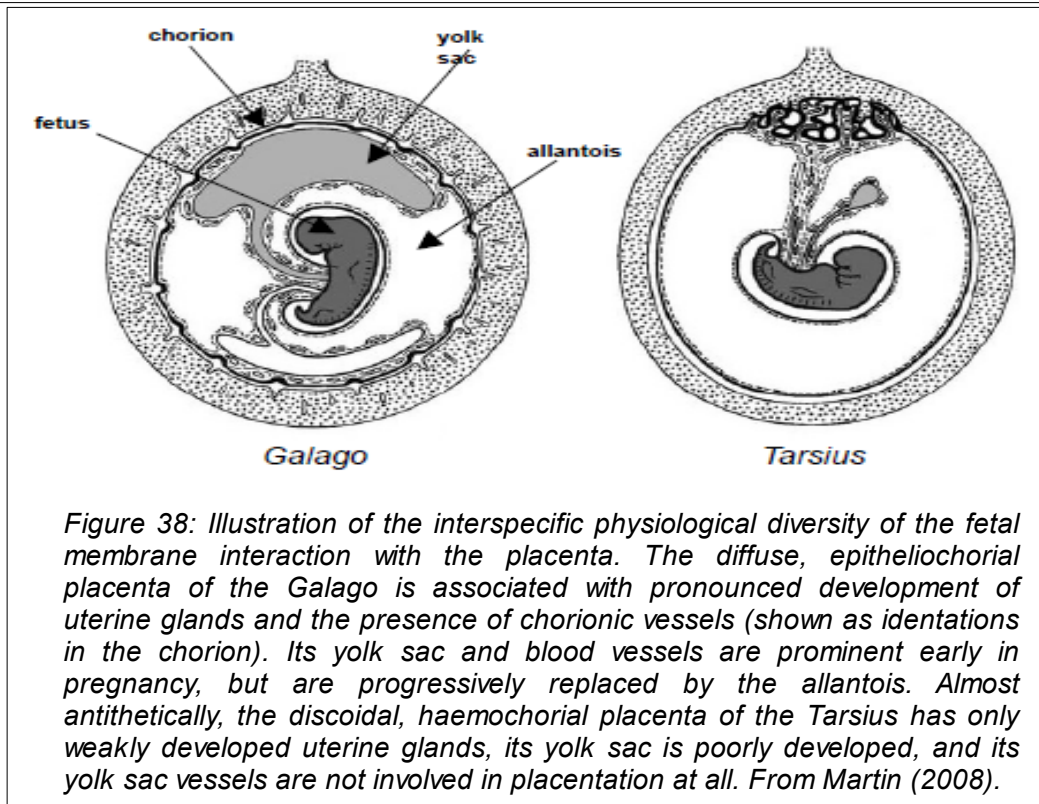 chorion
yolk
sac
fetus
allantois
Galago
Tarsius
Figure 38: Illustration of the interspecific physiological diversity of the fetal
membrane interaction with the placenta. The diffuse, epitheliochorial
placenta of the Galago is associated with pronounced development of
uterine glands and the presence of chorionic vessels (shown as identations
in the chorion). Its yolk sac and blood vessels are prominent early in
pregnancy, but are progressively replaced by the allantois. Almost
antithetically, the discoidal, haemochorial placenta of the Tarsius has only
weakly developed uterine glands, its yolk sac is poorly developed, and its
yolk sac vessels are not involved in placentation at all. From Martin (2008).